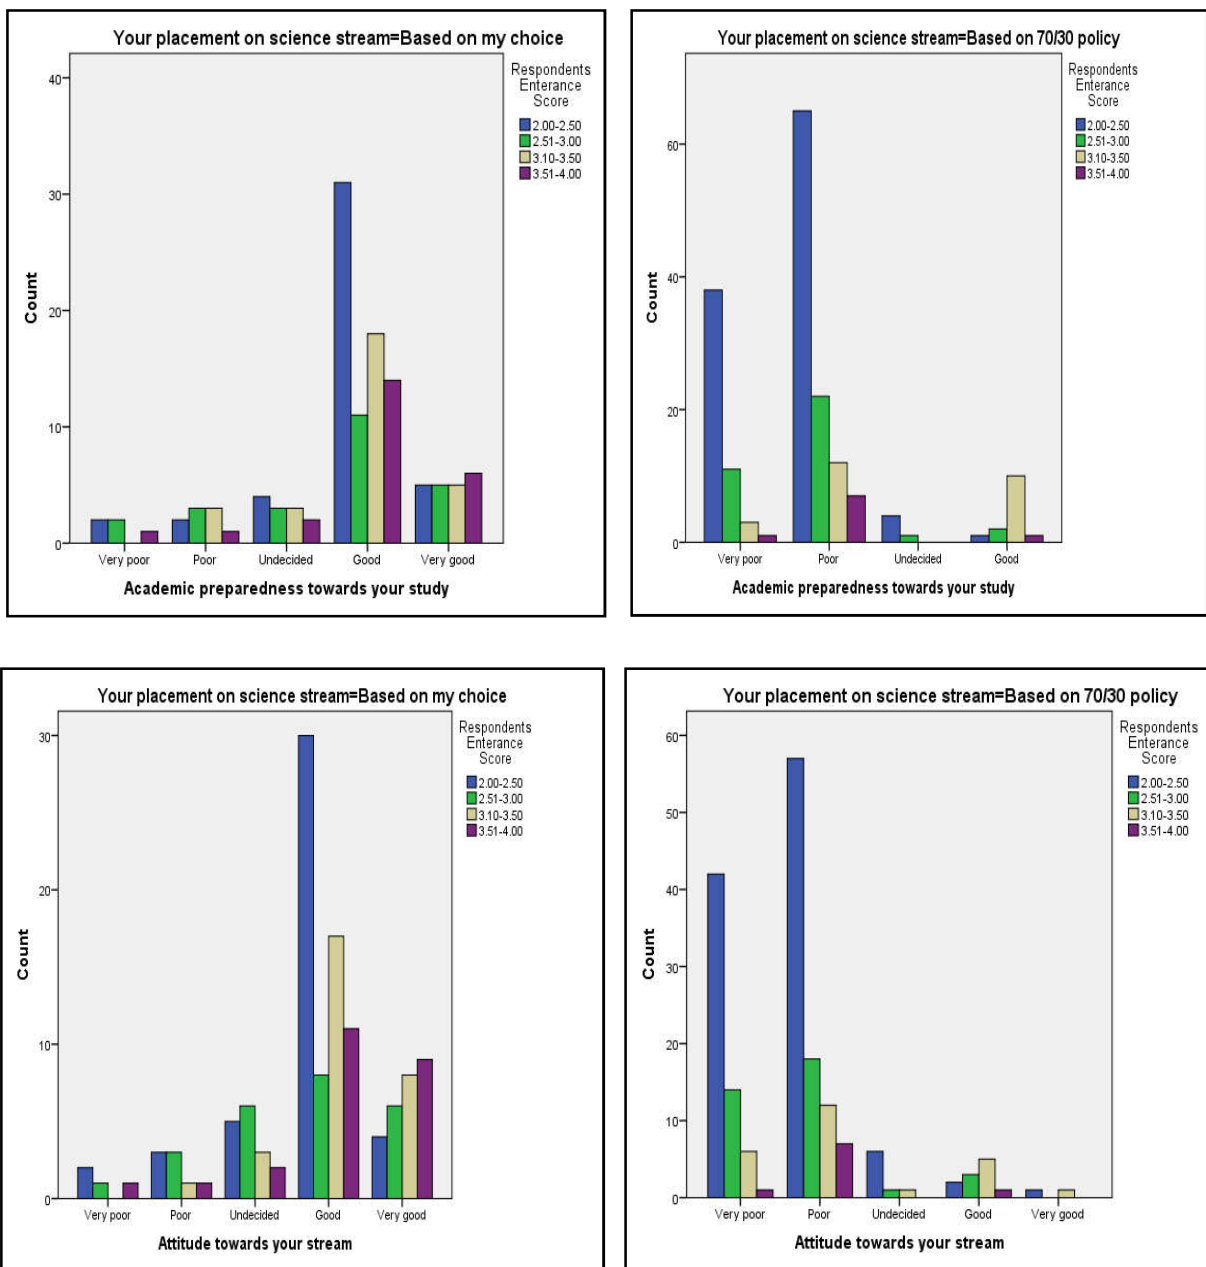 Your placement on science stream=Based on my choice
Respondents
Enterance
Score
2.00-2.50
2.51-3.00
3.10-3.50
3.51-4.00
40
30
20
10
0
Count
Very poor Poor Undecided Good Very good
Academic preparedness towards your study
Your placement on science stream=Based on 70/30 policy
Respondents
Enterance
Score
2.00-2.50
2.51-3.00
3.10-3.50
3.51-4.00
60
40
20
0
Count
Very poor Poor Undecided Good
Academic preparedness towards your study
Your placement on science stream=Based on my choice
Respondents
Enterance
Score
2.00-2.50
2.51-3.00
3.10-3.50
3.51-4.00
30
20
10
0
Count
Very poor Poor Undecided Good Very good
Attitude towards your stream
Your placement on science stream=Based on 70/30 policy
Respondents
Enterance
Score
2.00-2.50
2.51-3.00
3.10-3.50
3.51-4.00
60
50
40
30
20
10
0
Count
Very poor Poor Undecided Good Very good
Attitude towards your stream